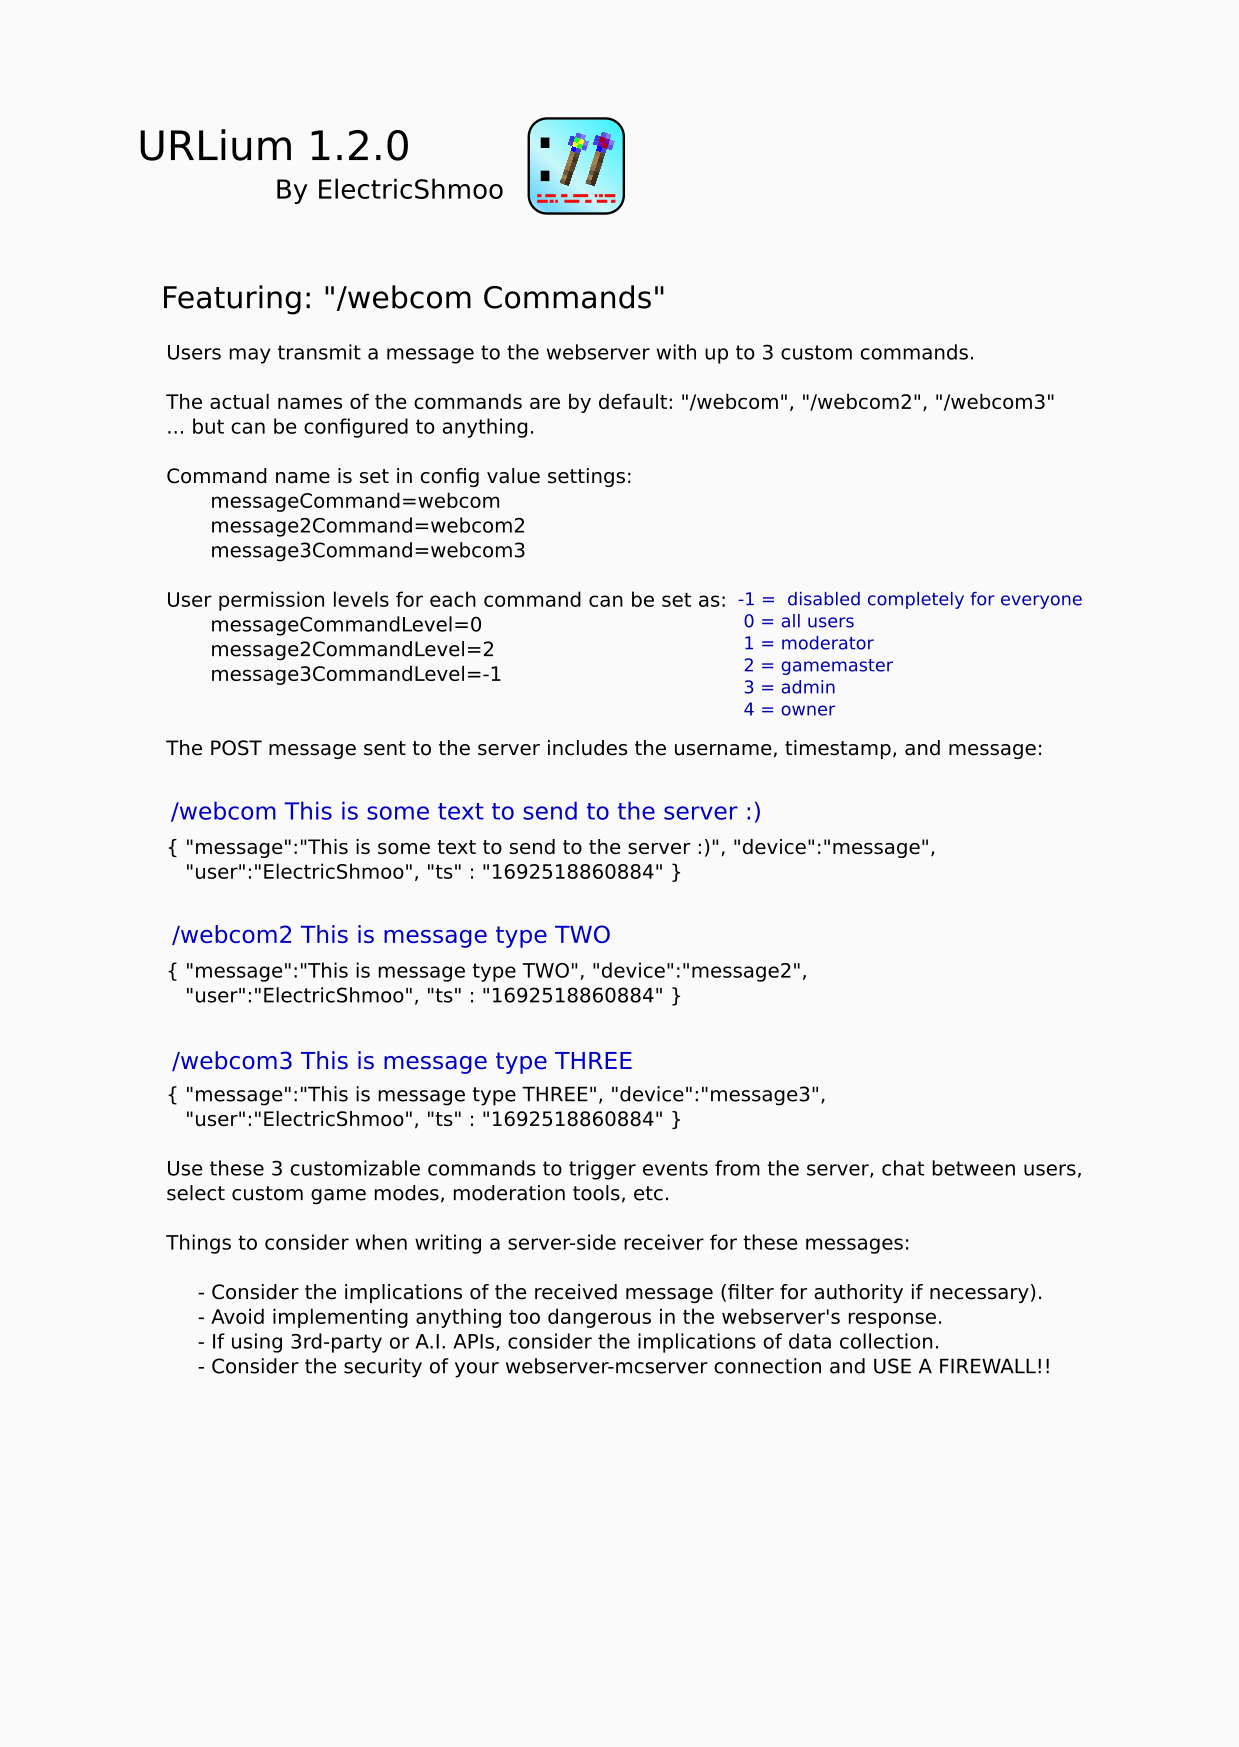 URLium 1.2.0
By ElectricShmoo
Featuring: "/webcom Commands"
Users may transmit a message to the webserver with up to 3 custom commands.
The actual names of the commands are by default: "/webcom", "/webcom2", "/webcom3"
... but can be configured to anything.
Command name is set in config value settings:
messageCommand=webcom
message2Command=webcom2
message3Command=webcom3
User permission levels for each command can be set as:
messageCommandLevel=0
message2CommandLevel=2
message3CommandLevel=-1
-1 =  disabled completely for everyone
0 = all users
1 = moderator
2 = gamemaster
3 = admin
4 = owner
The POST message sent to the server includes the username, timestamp, and message:
/webcom This is some text to send to the server :)
{ "message":"This is some text to send to the server :)", "device":"message",
"user":"ElectricShmoo", "ts" : "1692518860884" }
/webcom2 This is message type TWO
{ "message":"This is message type TWO", "device":"message2",
"user":"ElectricShmoo", "ts" : "1692518860884" }
/webcom3 This is message type THREE
{ "message":"This is message type THREE", "device":"message3",
"user":"ElectricShmoo", "ts" : "1692518860884" }
Use these 3 customizable commands to trigger events from the server, chat between users,
select custom game modes, moderation tools, etc.
Things to consider when writing a server-side receiver for these messages:
- Consider the implications of the received message (filter for authority if necessary).
- Avoid implementing anything too dangerous in the webserver's response.
- If using 3rd-party or A.I. APIs, consider the implications of data collection.
- Consider the security of your webserver-mcserver connection and USE A FIREWALL!!